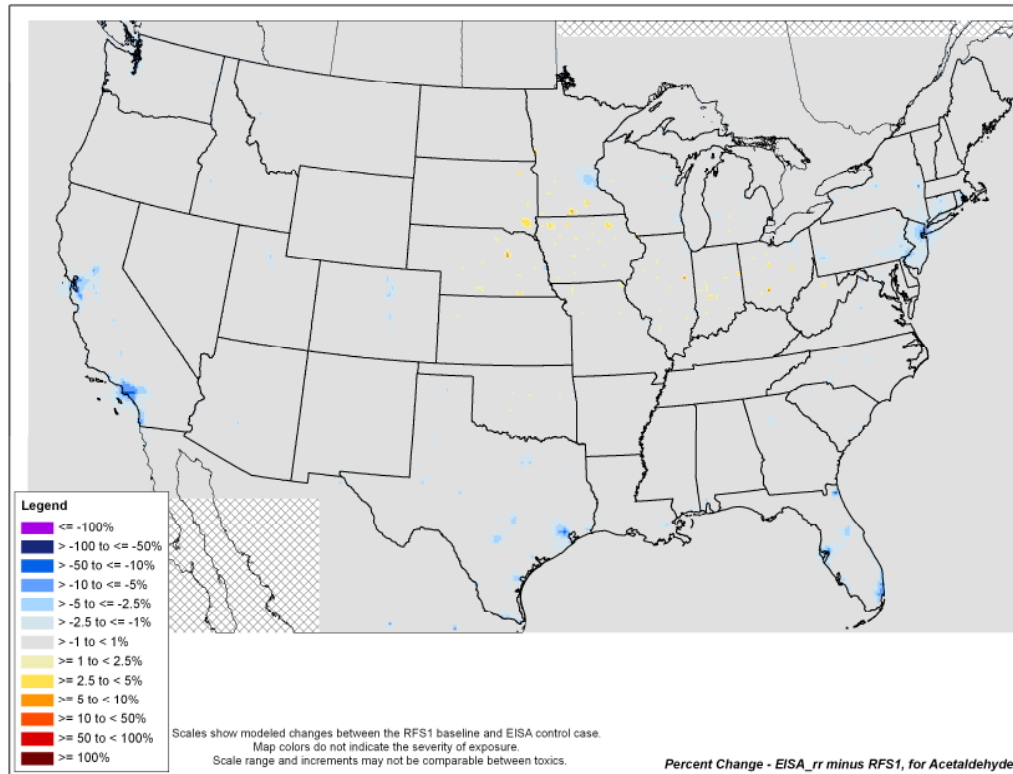 Legend
<= -100%
> -100 to <= -50%
> -50 to <= -10%
> -10 to <= -5%
> -5 to <= -2.5%
> -2.5 to <= -1%
> -1 to < 1%
>= 1 to < 2.5%
>= 2.5 to < 5%
>= 5 to < 10%
>= 10 to < 50%
>= 50 to < 100%
>= 100%
Scales show modeled changes between the RFS1 baseline and EISA control case.
Map colors do not indicate the severity of exposure.
Scale range and increments may not be comparable between toxics.
Percent Change - EISA_rr minus RFS1, for Acetaldehyde